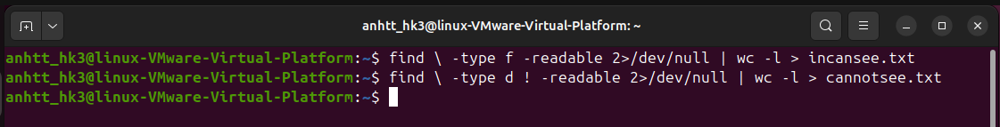 anhtt_hk3@linux-VMware-Virtual-Platform: ~
anhtt_hk3@linux-VMware-Virtual-Platform:~$ find \ -type f -readable 2>/dev/null | wc -l > incansee.txt
anhtt_hk3@linux-VMware-Virtual-Platform:~$ find \ -type d ! -readable 2>/dev/null | wc -l > cannotsee.txt
anhtt_hk3@linux-VMware-Virtual-Platform:~$